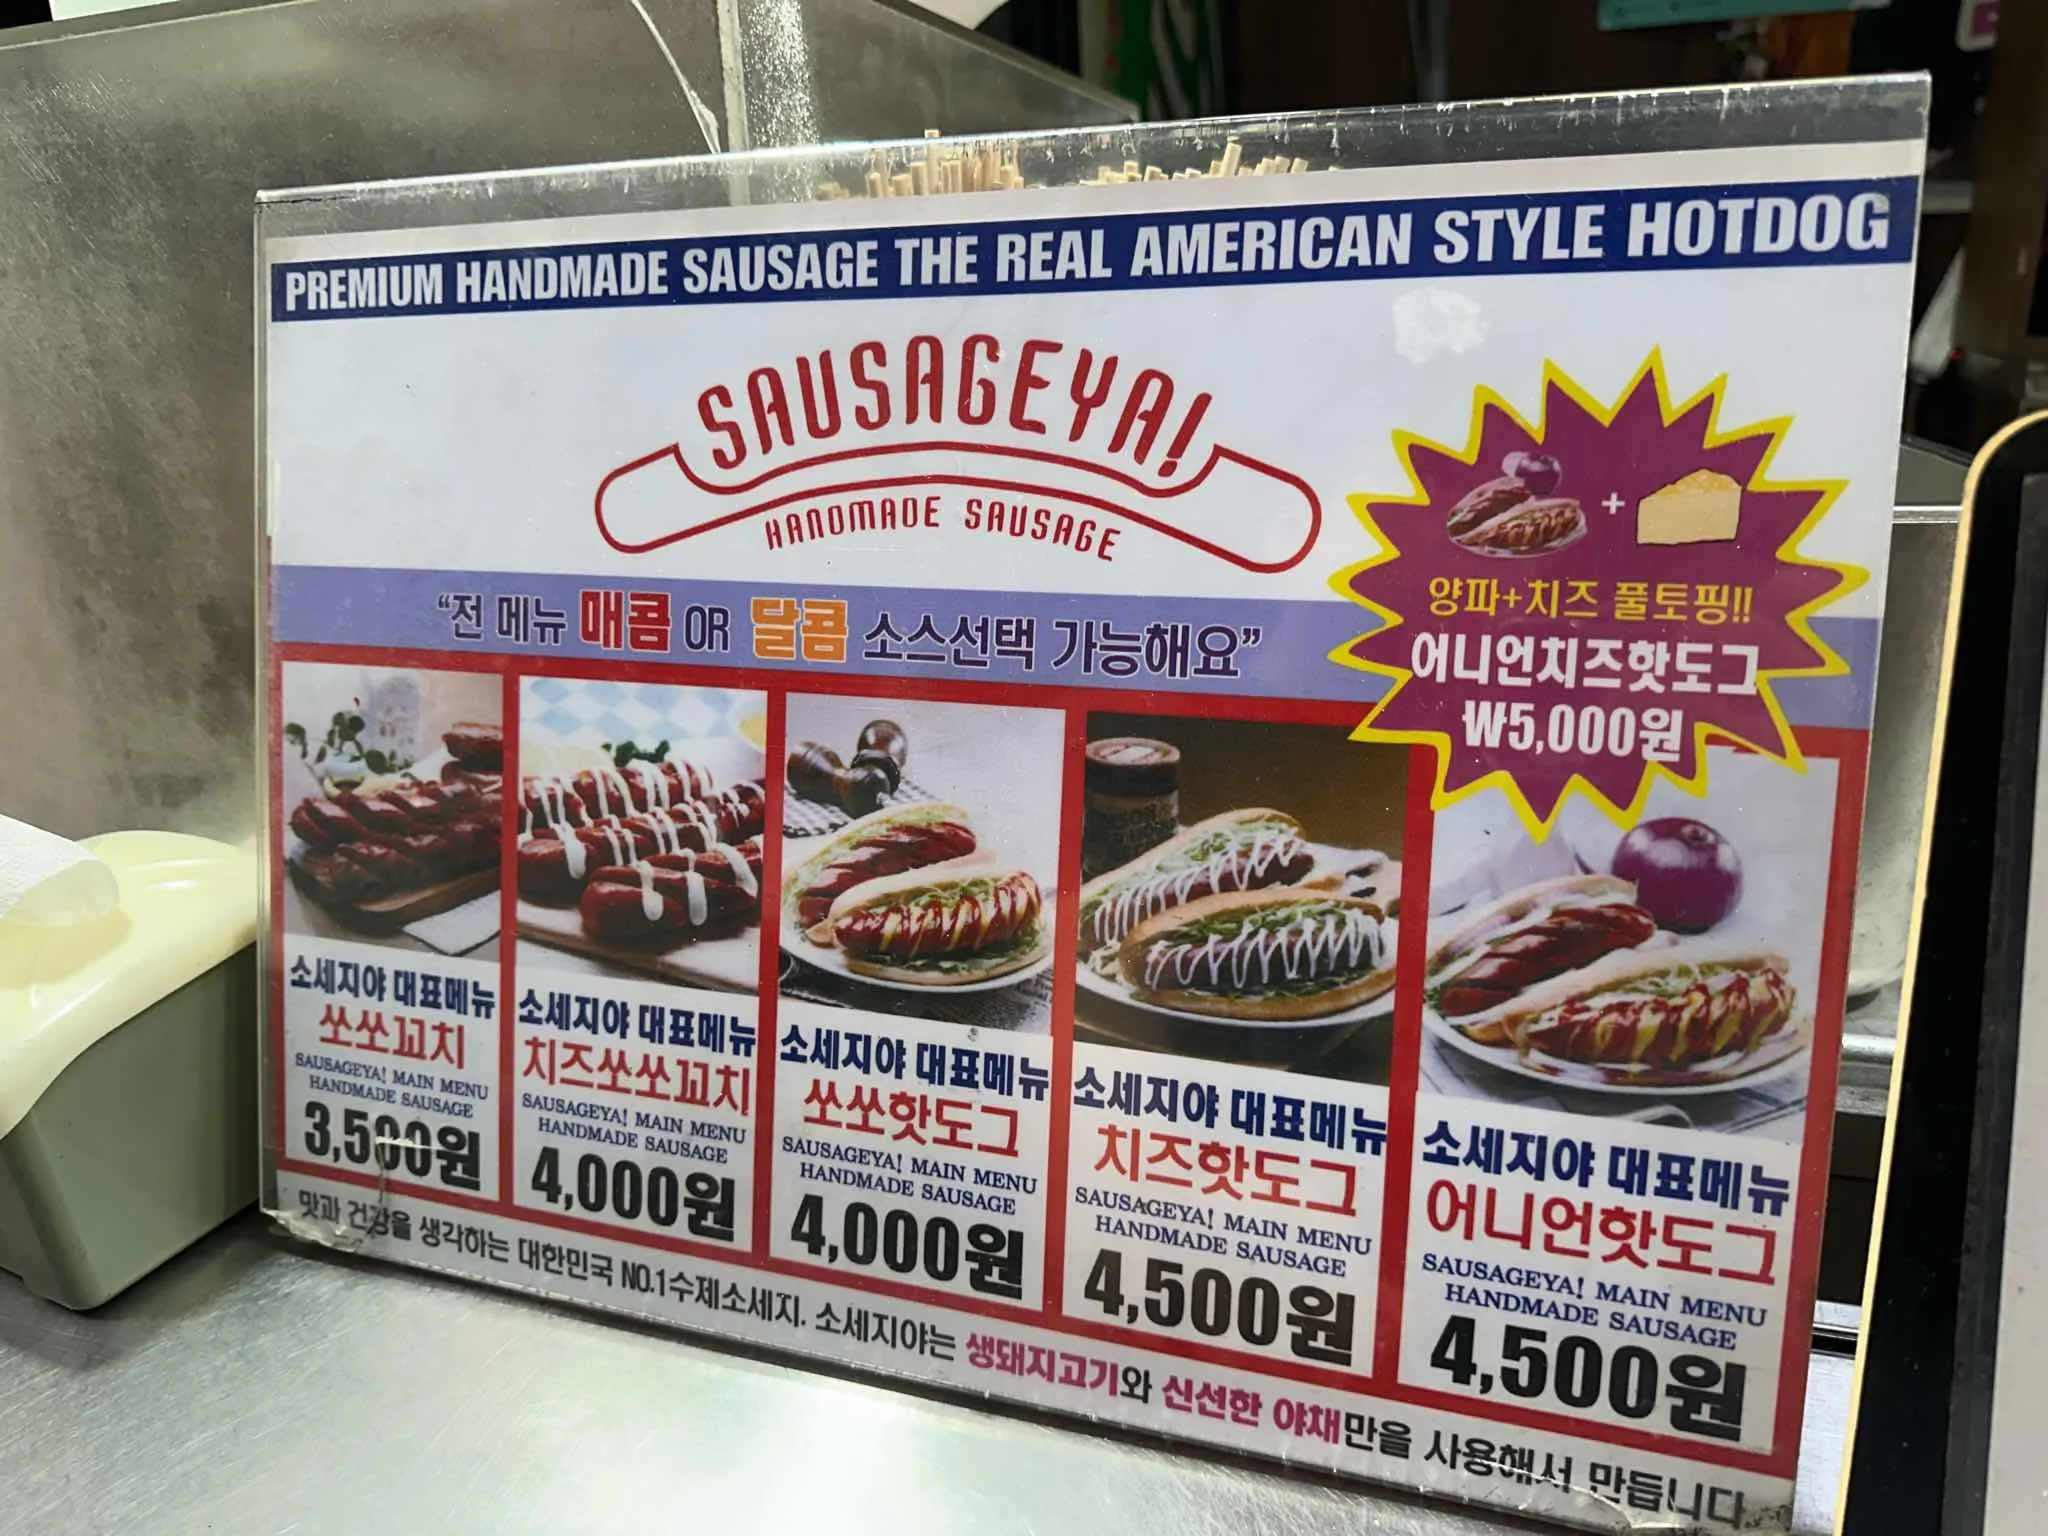 PREMIUM HANDMADE SAUSAGE THE REAL AMERICAN STYLE HOTDOG
SAUSAGEYA!
HANDMADE SAUSAGE
+
양파+치즈 풀토핑!!
어니언치즈핫도그
₩5,000원
“전 메뉴 매콤 OR 달콤 소스선택 가능해요”
소세지야 대표메뉴
쏘쏘꼬치
SAUSAGEYA! MAIN MENU
HANDMADE SAUSAGE
3,500원
소세지야 대표메뉴
치즈쏘쏘꼬치
SAUSAGEYA! MAIN MENU
HANDMADE SAUSAGE
4,000원
소세지야 대표메뉴
쏘쏘핫도그
SAUSAGEYA! MAIN MENU
HANDMADE SAUSAGE
4,000원
소세지야 대표메뉴
치즈핫도그
SAUSAGEYA! MAIN MENU
HANDMADE SAUSAGE
4,500원
소세지야 대표메뉴
어니언핫도그
SAUSAGEYA! MAIN MENU
HANDMADE SAUSAGE
4,500원
맛과 건강을 생각하는 대한민국 NO.1 수제소세지. 소세지야는 생돼지고기와 신선한 야채만을 사용해서 만듭니다.